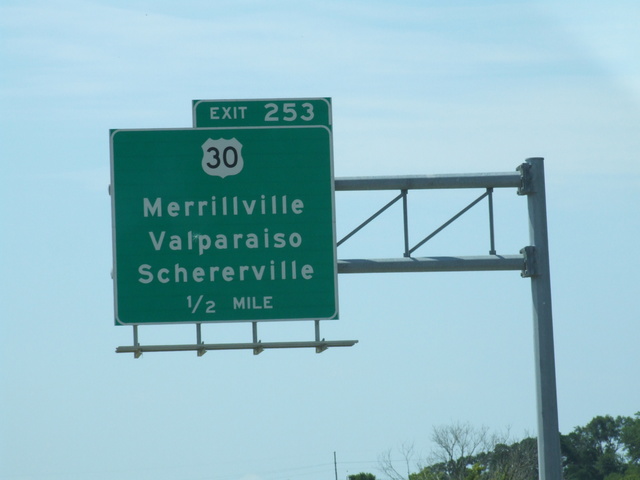 EXIT 253
30
Merrillville
Valparaiso
Schererville
1/2 MILE